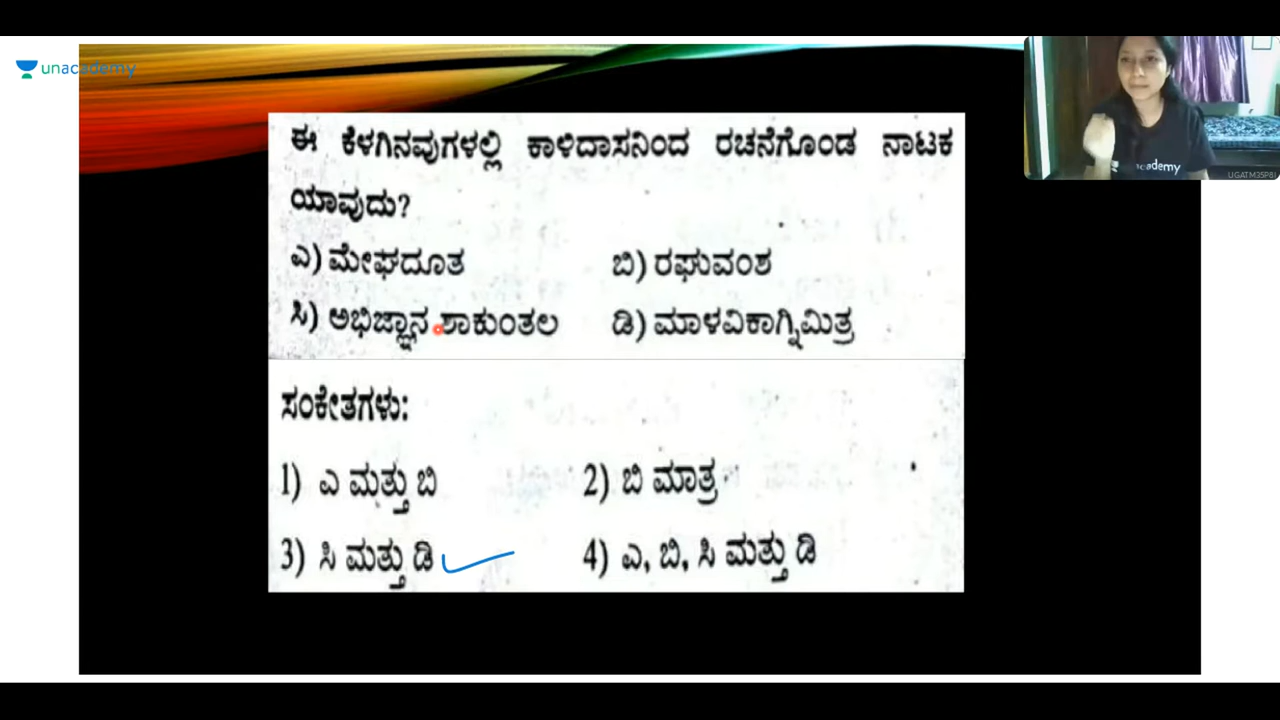 unacademy
ಈ ಕೆಳಗಿನವುಗಳಲ್ಲಿ ಕಾಳಿದಾಸನಿಂದ ರಚನೆಗೊಂಡ ನಾಟಕ
ಯಾವುದು?
ಎ) ಮೇಘದೂತ ಬಿ) ರಘುವಂಶ
ಸಿ) ಅಭಿಜ್ಞಾನ ಶಾಕುಂತಲ ಡಿ) ಮಾಳವಿಕಾಗ್ನಿಮಿತ್ರ
ಸಂಕೇತಗಳು:
1) ಎ ಮತ್ತು ಬಿ 2) ಬಿ ಮಾತ್ರ
3) ಸಿ ಮತ್ತು ಡಿ 4) ಎ, ಬಿ, ಸಿ ಮತ್ತು ಡಿ
UGATM35P8I